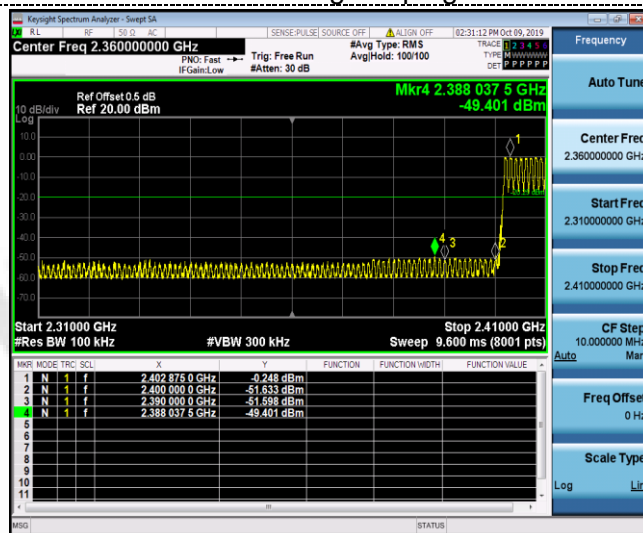 Keysight Spectrum Analyzer - Swept SA
RL RF 50 Ω AC SENSE:PULSE SOURCE OFF ALIGN OFF 02:31:12 PM Oct 09, 2019
Center Freq 2.360000000 GHz
PNO: Fast Trig: Free Run
IFGain:Low #Atten: 30 dB
#Avg Type: RMS
Avg|Hold: 100/100
TRACE 1 2 3 4 5 6
TYPE M WWWWW
DET P P P P P P
Ref Offset 0.5 dB
10 dB/div Ref 20.00 dBm
Log
Mkr4 2.388 037 5 GHz
-49.401 dBm
10.0
0.00
-10.0
-20.0
-30.0
-40.0
-50.0
-60.0
-70.0
1
2
3
4
Start 2.31000 GHz Stop 2.41000 GHz
#Res BW 100 kHz #VBW 300 kHz Sweep 9.600 ms (8001 pts)
MKR MODE TRC SCL X Y FUNCTION FUNCTION WIDTH FUNCTION VALUE
1 N 1 f 2.402 875 0 GHz -0.248 dBm
2 N 1 f 2.400 000 0 GHz -51.633 dBm
3 N 1 f 2.390 000 0 GHz -51.598 dBm
4 N 1 f 2.388 037 5 GHz -49.401 dBm
5
6
7
8
9
10
11
MSG STATUS
Frequency
Auto Tune
Center Freq
2.360000000 GHz
Start Freq
2.310000000 GHz
Stop Freq
2.410000000 GHz
CF Step
10.000000 MHz
Auto Man
Freq Offset
0 Hz
Scale Type
Log Lin